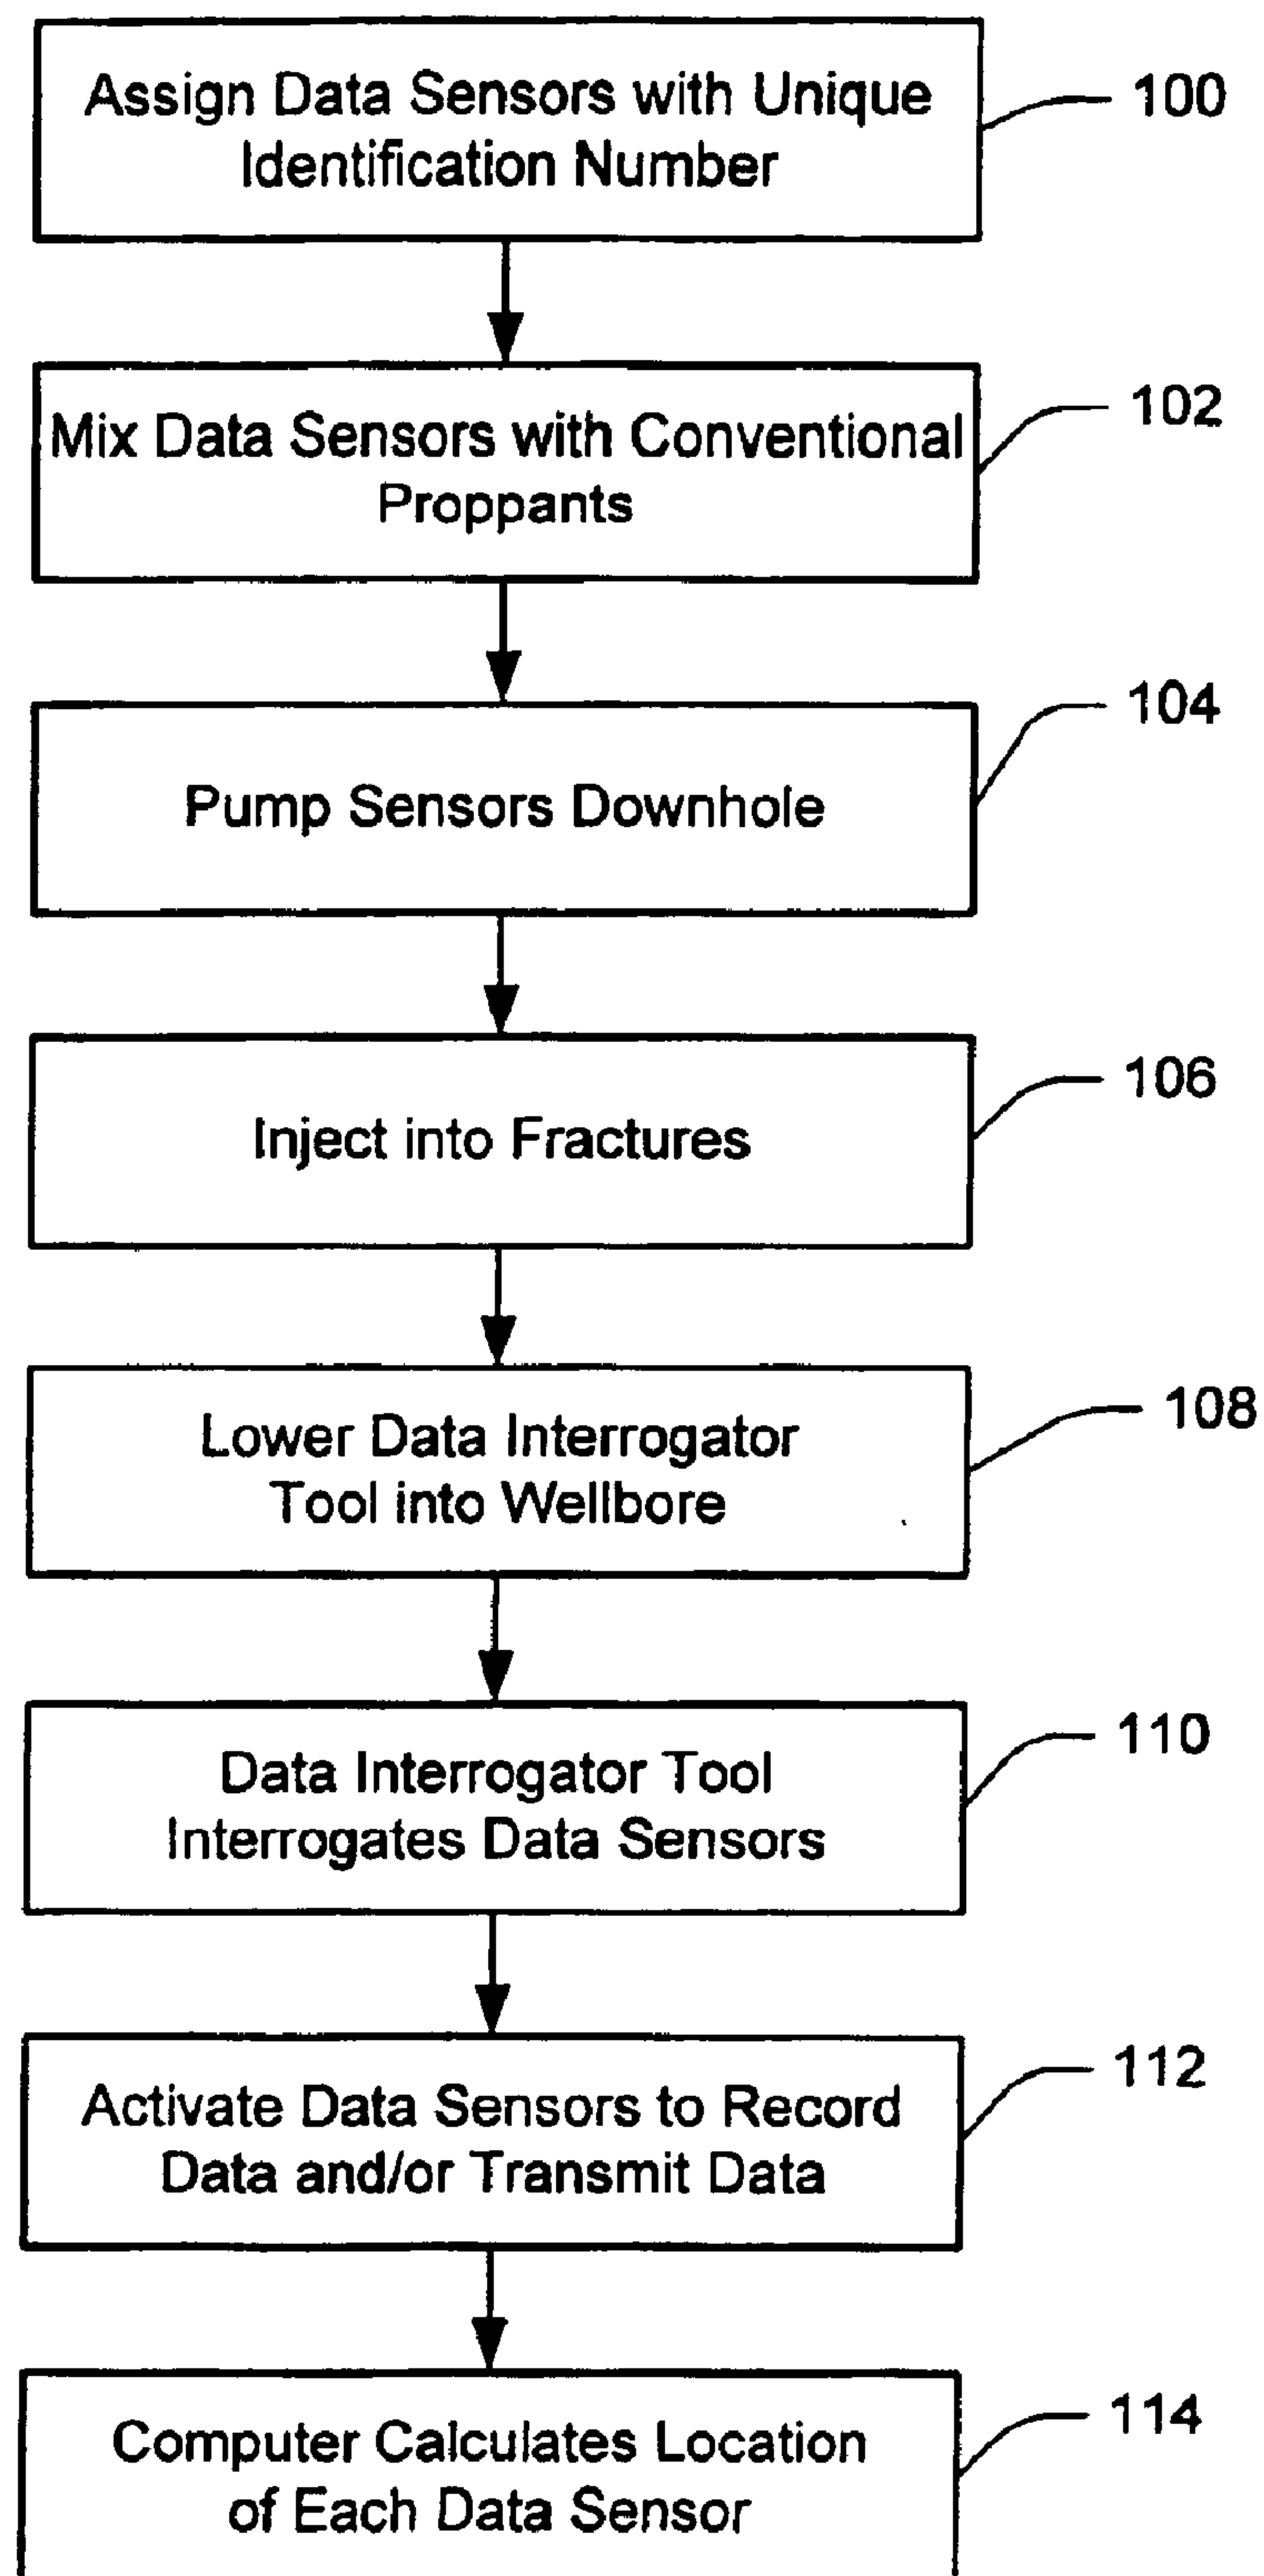 Assign Data Sensors with Unique
Identification Number
100
Mix Data Sensors with Conventional
Proppants
102
Pump Sensors Downhole
104
Inject into Fractures
106
Lower Data Interrogator
Tool into Wellbore
108
Data Interrogator Tool
Interrogates Data Sensors
110
Activate Data Sensors to Record
Data and/or Transmit Data
112
Computer Calculates Location
of Each Data Sensor
114